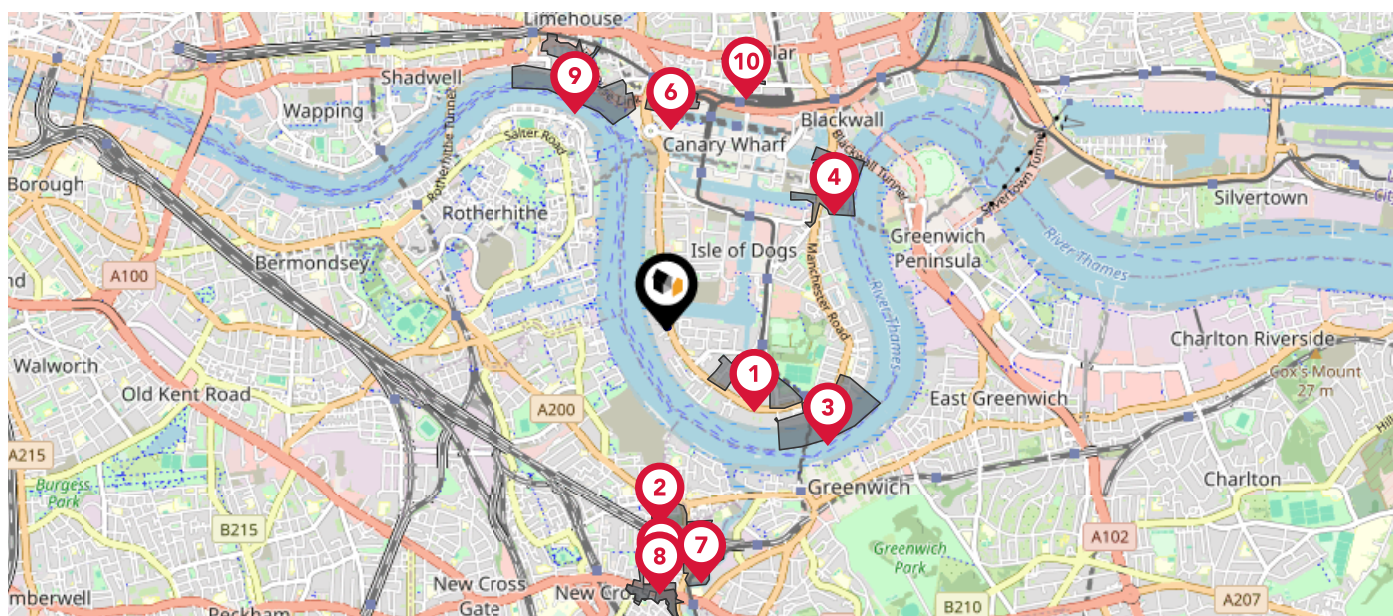 Limehouse
Shadwell
9
6
10
Poplar
Wapping
Rotherhithe Tunnel
Salter Road
Blackwall
Canary Wharf
Blackwall Tunnel
Silvertown Tunnel
4
Borough
Rotherhithe
Silvertown
Isle of Dogs
Greenwich
Peninsula
River Thames
A100
Bermondsey
Manchester Road
River Thames
Walworth
Charlton Riverside
Cox's Mount
27 m
1
3
Old Kent Road
A200
East Greenwich
A215
Burgess
Park
2
Greenwich
Charlton
B215
8
7
A102
Greenwich
Park
New Cross
Gate
New Cro
mberwell
Peckham
B210
A207